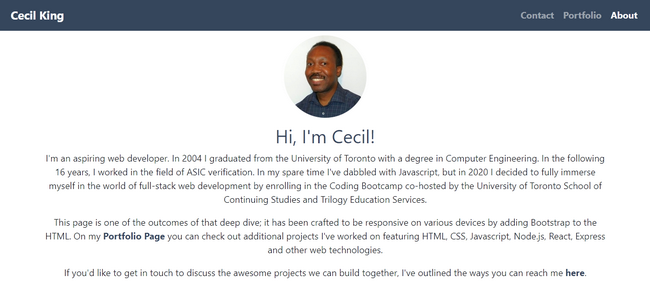 Cecil King
Contact Portfolio About
Hi, I'm Cecil!
I'm an aspiring web developer. In 2004 I graduated from the University of Toronto with a degree in Computer Engineering. In the following
16 years, I worked in the field of ASIC verification. In my spare time I've dabbled with Javascript, but in 2020 I decided to fully immerse
myself in the world of full-stack web development by enrolling in the Coding Bootcamp co-hosted by the University of Toronto School of
Continuing Studies and Trilogy Education Services.
This page is one of the outcomes of that deep dive; it has been crafted to be responsive on various devices by adding Bootstrap to the
HTML. On my Portfolio Page you can check out additional projects I've worked on featuring HTML, CSS, Javascript, Node.js, React, Express
and other web technologies.
If you'd like to get in touch to discuss the awesome projects we can build together, I've outlined the ways you can reach me here.